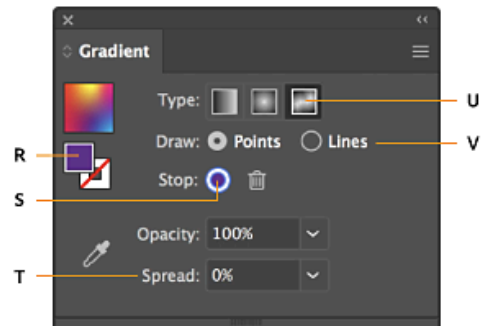 Gradient
Type: U
Draw: Points Lines V
R
Stop:
S
Opacity: 100%
T Spread: 0%